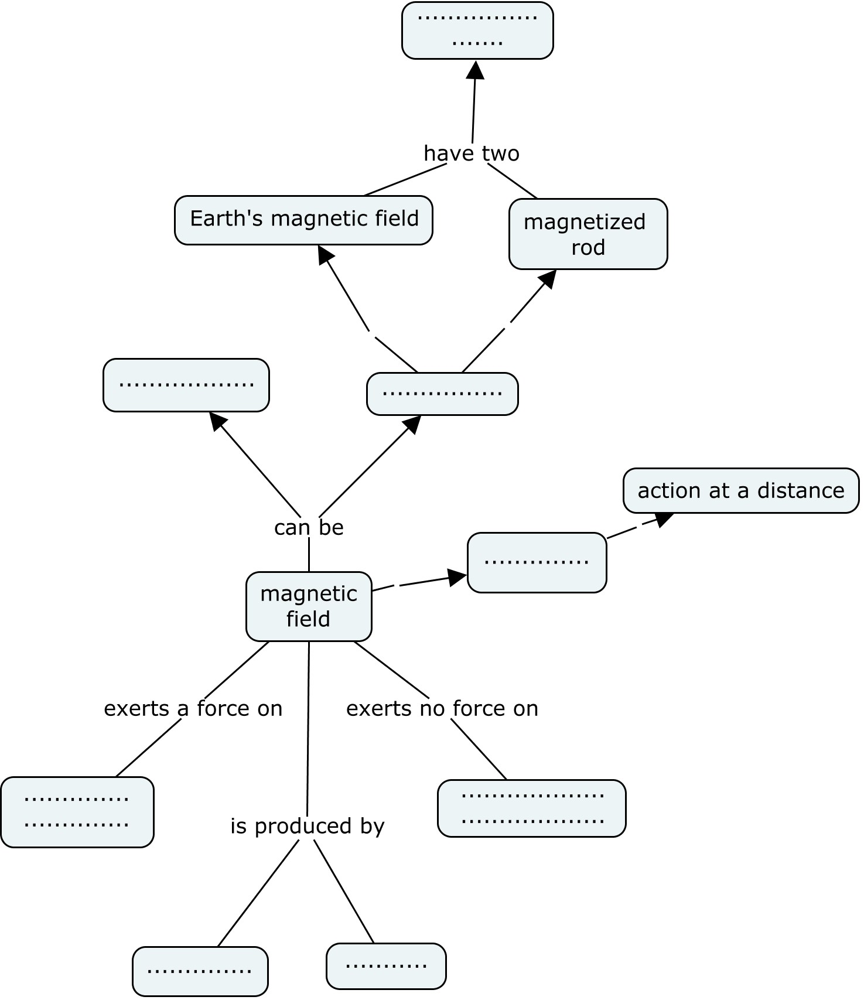 ................
.......
have two
Earth's magnetic field
magnetized
rod
..................
................
action at a distance
can be
..............
magnetic
field
exerts a force on
exerts no force on
..............
..............
...................
...................
is produced by
..............
...........